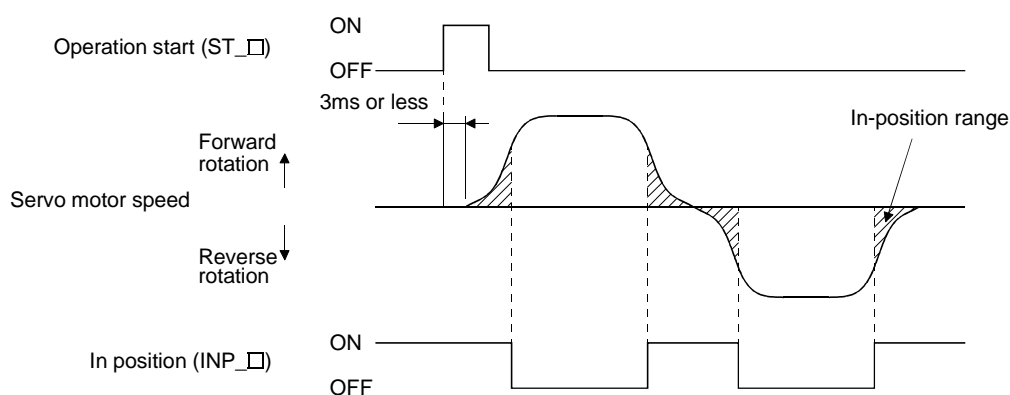 ON
Operation start (ST_□)
OFF
3ms or less
In-position range
Forward
rotation
Servo motor speed
Reverse
rotation
ON
In position (INP_□)
OFF